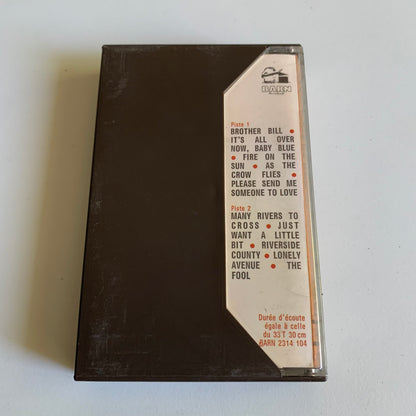 BARN
Piste 1
BROTHER BILL •
IT'S ALL OVER
NOW, BABY BLUE
• FIRE ON THE
SUN • AS THE
CROW FLIES •
PLEASE SEND ME
SOMEONE TO LOVE
Piste 2
MANY RIVERS TO
CROSS • JUST
WANT A LITTLE
BIT • RIVERSIDE
COUNTY • LONELY
AVENUE • THE
FOOL
Durée d'écoute
égale à celle
du 33 T 30 cm
BARN 2314 104